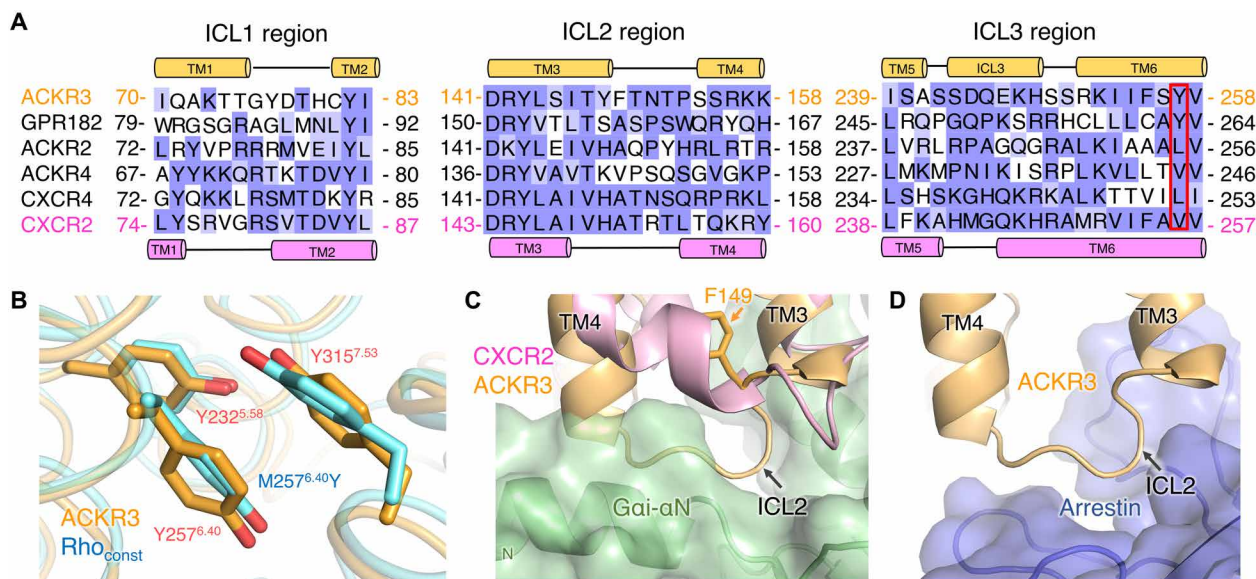 A
ICL1 region ICL2 region ICL3 region
TM1 TM2 TM3 TM4 TM5 ICL3 TM6
ACKR3 70- IQAKTTGYDTHCYI - 83 141- DRYLSITYFTNTPSSRKK - 158 239- ISASSDQEKHSSRKIIFSYV - 258
GPR182 79- WRGSGRAGLMNLYI - 92 150- DRYVTLTSASPSWQRYQH - 167 245- LRQPGQPKSRRHCLLLCAYV - 264
ACKR2 72- LRYVPRRRMVEIYL - 85 141- DKYLEIVHAQPYHRLRTR - 158 237- LVRLRPAGQGRALKIAAALV - 256
ACKR4 67- AYYKKQRTKTDVYI - 80 136- DRYVAVTKVPSQSGVGKP - 153 227- LMKMPNIKISRPLKVLLTVV - 246
CXCR4 72- GYQKKLRSMTDKYR - 85 141- DRYLAIVHATNSQRPRKL - 158 234- LSHSKGHQKRKALKTTVILI - 253
CXCR2 74- LYSRVGRSVTDVYL - 87 143- DRYLAIVHATRTLTQKRY - 160 238- LFKAHMGQKHRAMRVIFAVV - 257
TM1 TM2 TM3 TM4 TM5 TM6
B
Y315^7.53
Y232^5.58
M257^6.40Y
ACKR3
Rho_const
Y257^6.40
C
F149
TM4 TM3
CXCR2
ACKR3
ICL2
Gαi-αN
N
D
TM4 TM3
ACKR3
ICL2
Arrestin